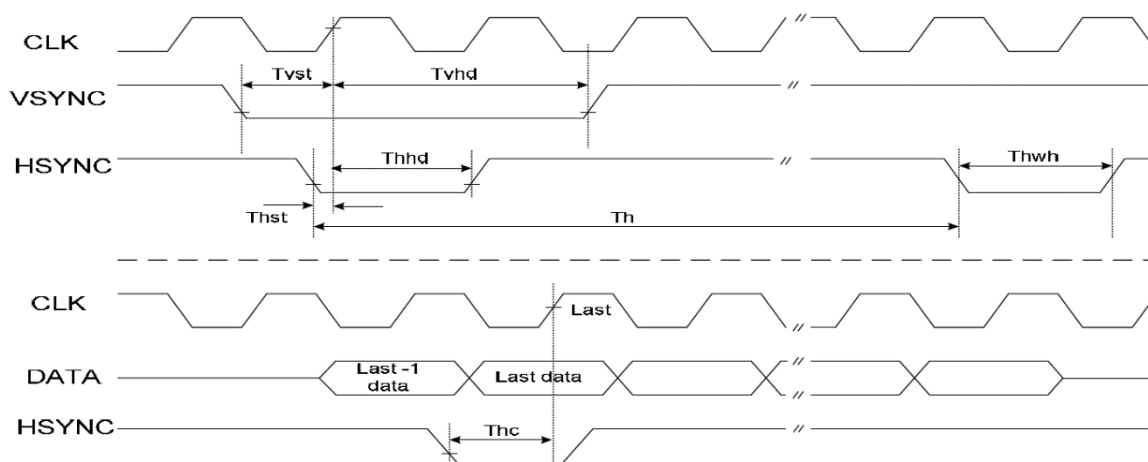 CLK
Tvst
Tvhd
VSYNC
Thhd
Thwh
HSYNC
Thst
Th
CLK
Last
DATA
Last -1
data
Last data
HSYNC
Thc